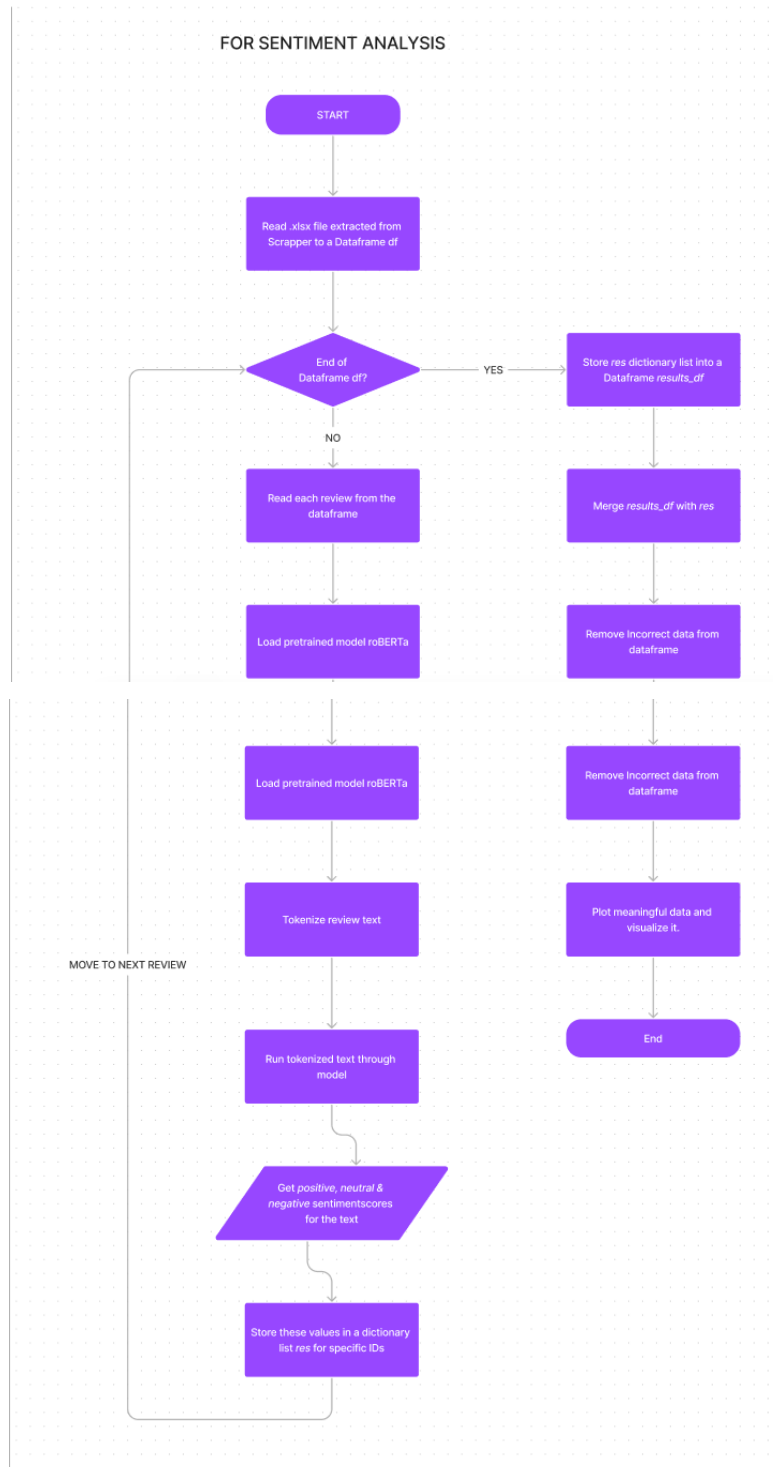 FOR SENTIMENT ANALYSIS
START
Read .xlsx file extracted from
Scrapper to a Dataframe df
End of
Dataframe df?
YES
Store res dictionary list into a
Dataframe results_df
NO
Read each review from the
dataframe
Merge results_df with res
Load pretrained model roBERTa
Remove Incorrect data from
dataframe
Load pretrained model roBERTa
Remove Incorrect data from
dataframe
Tokenize review text
Plot meaningful data and
visualize it.
MOVE TO NEXT REVIEW
Run tokenized text through
model
End
Get positive, neutral &
negative sentimentscores
for the text
Store these values in a dictionary
list res for specific IDs